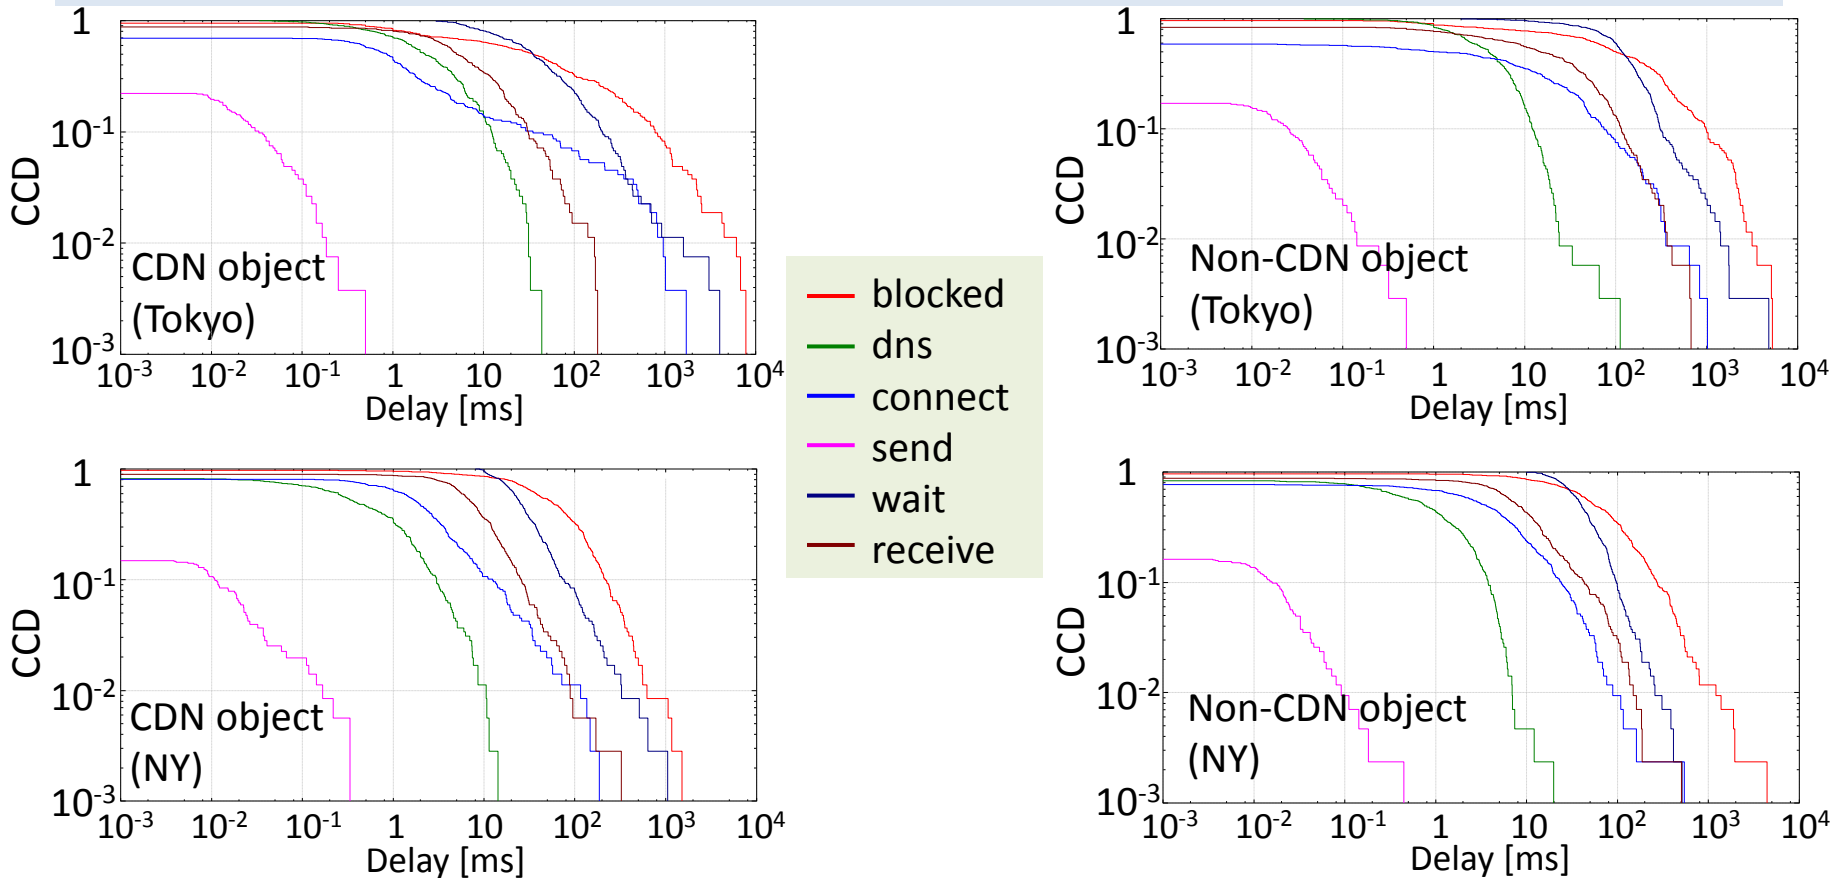 1
10-1
10-2
10-3
CCD
CDN object
(Tokyo)
10-3 10-2 10-1 1 10 102 103 104
Delay [ms]
1
10-1
10-2
10-3
CCD
Non-CDN object
(Tokyo)
10-3 10-2 10-1 1 10 102 103 104
Delay [ms]
blocked
dns
connect
send
wait
receive
1
10-1
10-2
10-3
CCD
CDN object
(NY)
10-3 10-2 10-1 1 10 102 103 104
Delay [ms]
1
10-1
10-2
10-3
CCD
Non-CDN object
(NY)
10-3 10-2 10-1 1 10 102 103 104
Delay [ms]